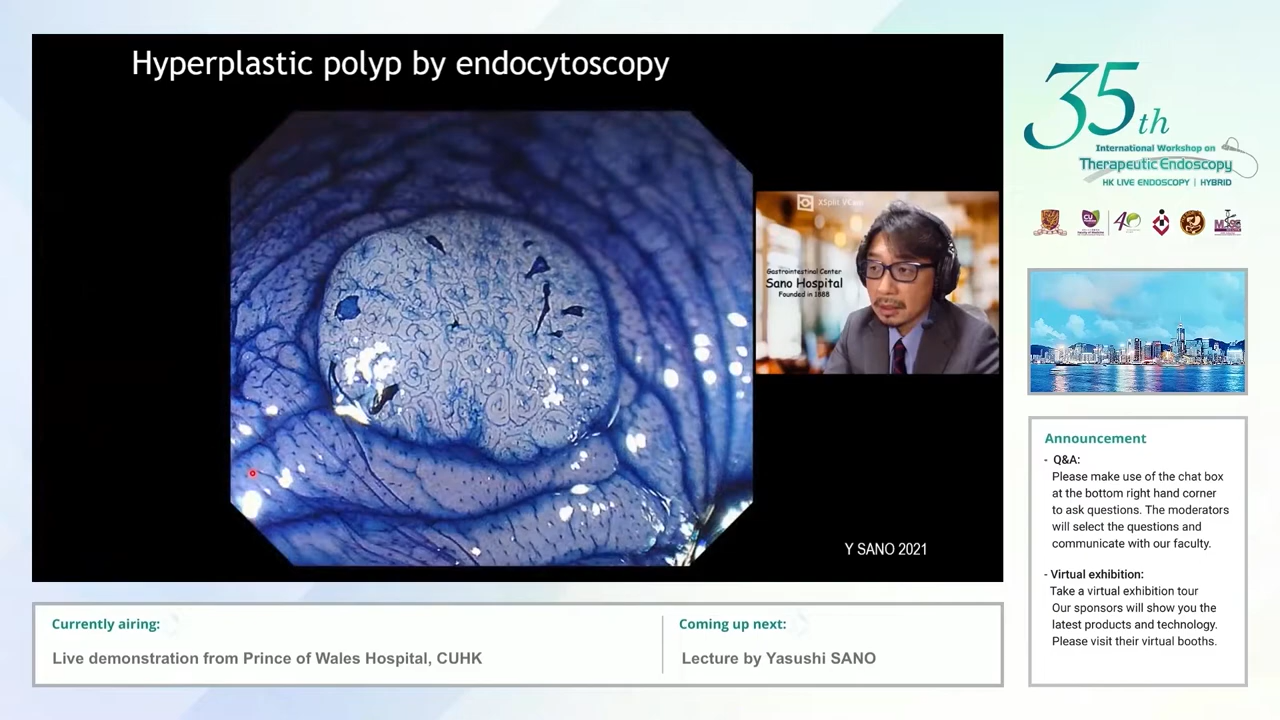 Hyperplastic polyp by endocytoscopy
XSplit VCam
Gastrointestinal Center
Sano Hospital
Founded in 1888
Y SANO 2021
35th
International Workshop on
Therapeutic Endoscopy
HK LIVE ENDOSCOPY | HYBRID
Announcement
- Q&A:
Please make use of the chat box
at the bottom right hand corner
to ask questions. The moderators
will select the questions and
communicate with our faculty.
- Virtual exhibition:
Take a virtual exhibition tour
Our sponsors will show you the
latest products and technology.
Please visit their virtual booths.
Currently airing:
Live demonstration from Prince of Wales Hospital, CUHK
Coming up next:
Lecture by Yasushi SANO